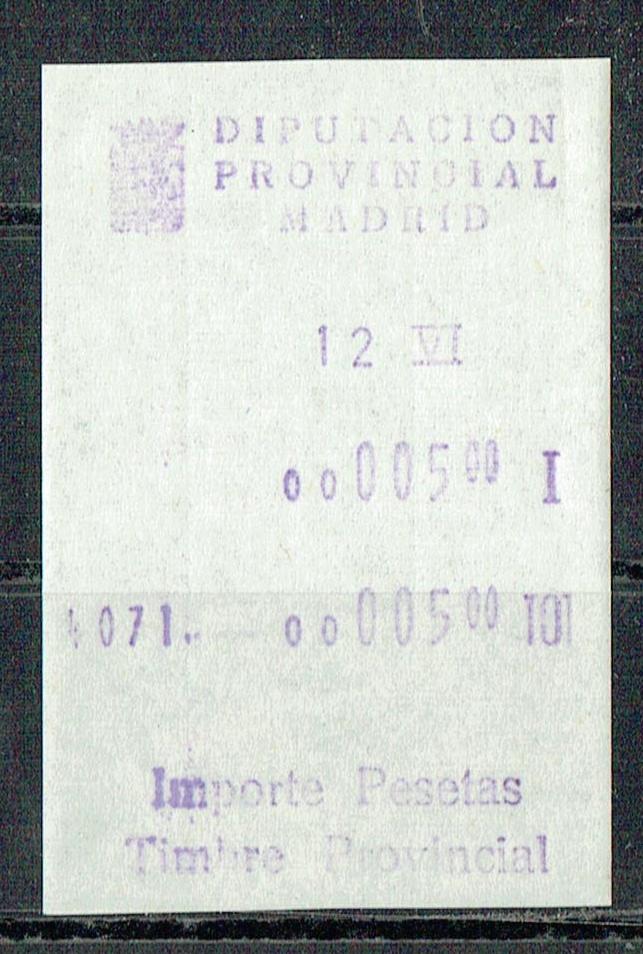 DIPUTACION
PROVINCIAL
MADRID
12 VI
00005 00 I
071. 00005 00 101
Importe Pesetas
Timbre Provincial